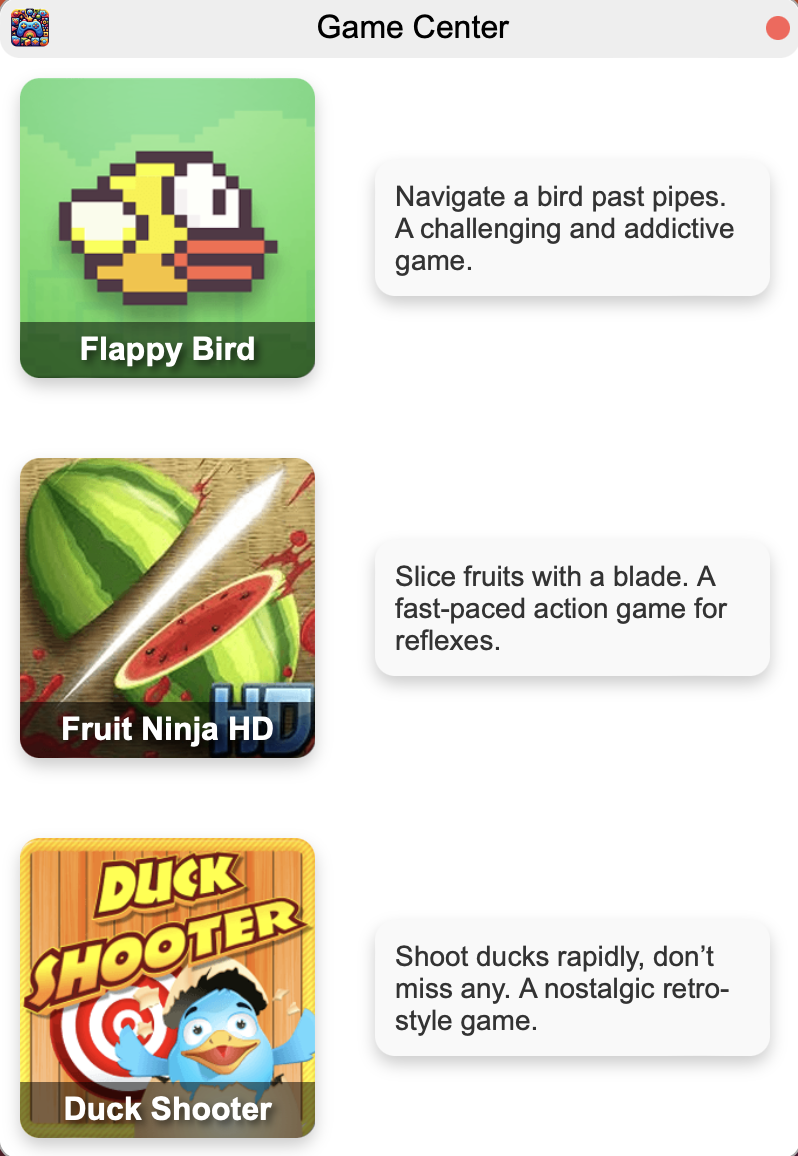 Game Center
Flappy Bird
Navigate a bird past pipes.
A challenging and addictive
game.
HD
Fruit Ninja HD
Slice fruits with a blade. A
fast-paced action game for
reflexes.
DUCK
SHOOTER
Duck Shooter
Shoot ducks rapidly, don’t
miss any. A nostalgic retro-
style game.